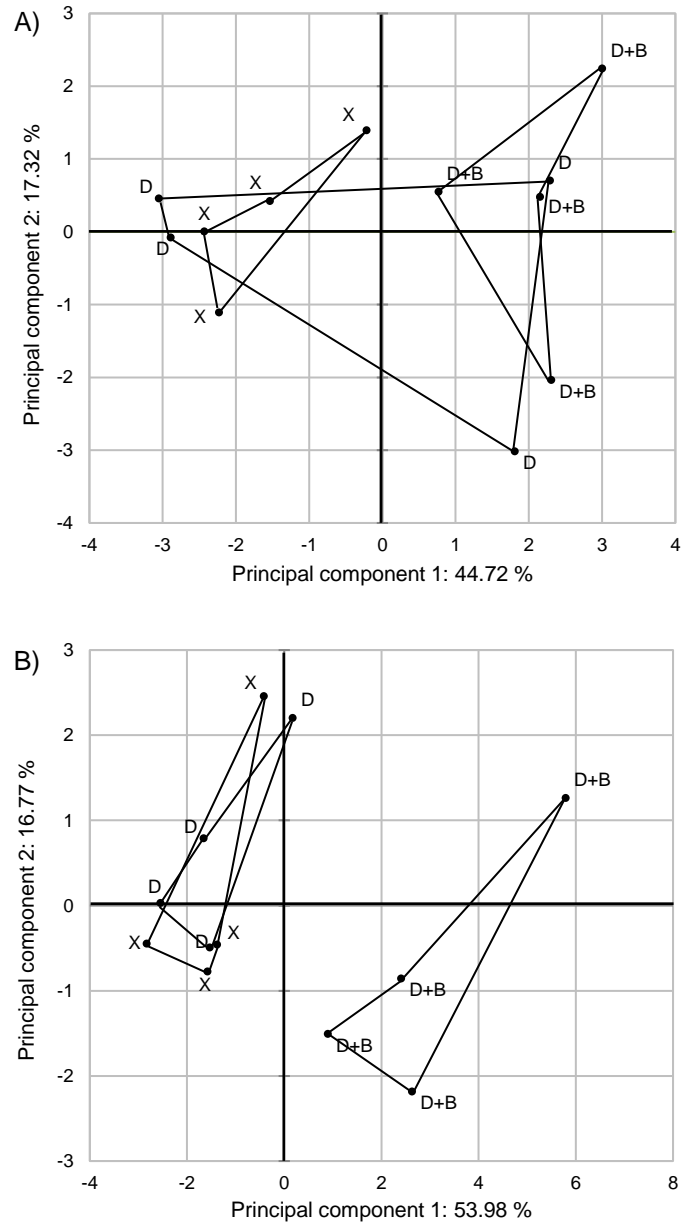 A)
3
2
1
0
-1
-2
-3
-4
Principal component 2: 17.32 %
D+B
X
D+B
D
D
X
D+B
X
D
X
D+B
D
-4 -3 -2 -1 0 1 2 3 4
Principal component 1: 44.72 %
B)
3
2
1
0
-1
-2
-3
Principal component 2: 16.77 %
X
D
D+B
D
D
X
D
X
X
D+B
D+B
D+B
-4 -2 0 2 4 6 8
Principal component 1: 53.98 %